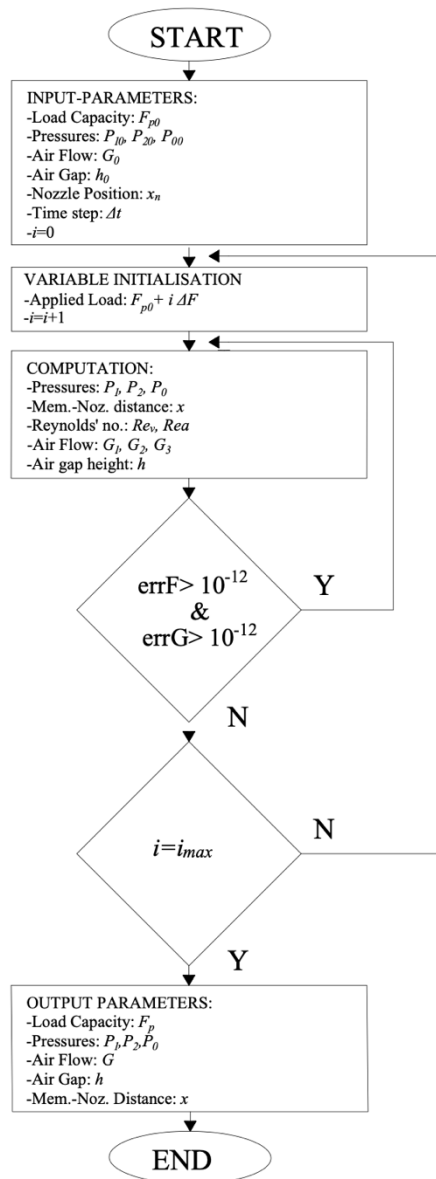 START
INPUT-PARAMETERS:
-Load Capacity: Fp0
-Pressures: P10, P20, P00
-Air Flow: G0
-Air Gap: h0
-Nozzle Position: xn
-Time step: Δt
-i=0
VARIABLE INITIALISATION
-Applied Load: Fp0+ i ΔF
-i=i+1
COMPUTATION:
-Pressures: P1, P2, P0
-Mem.-Noz. distance: x
-Reynolds' no.: Rev, Rea
-Air Flow: G1, G2, G3
-Air gap height: h
errF> 10-12
Y
&
errG> 10-12
N
N
i=imax
Y
OUTPUT PARAMETERS:
-Load Capacity: Fp
-Pressures: P1,P2,P0
-Air Flow: G
-Air Gap: h
-Mem.-Noz. Distance: x
END